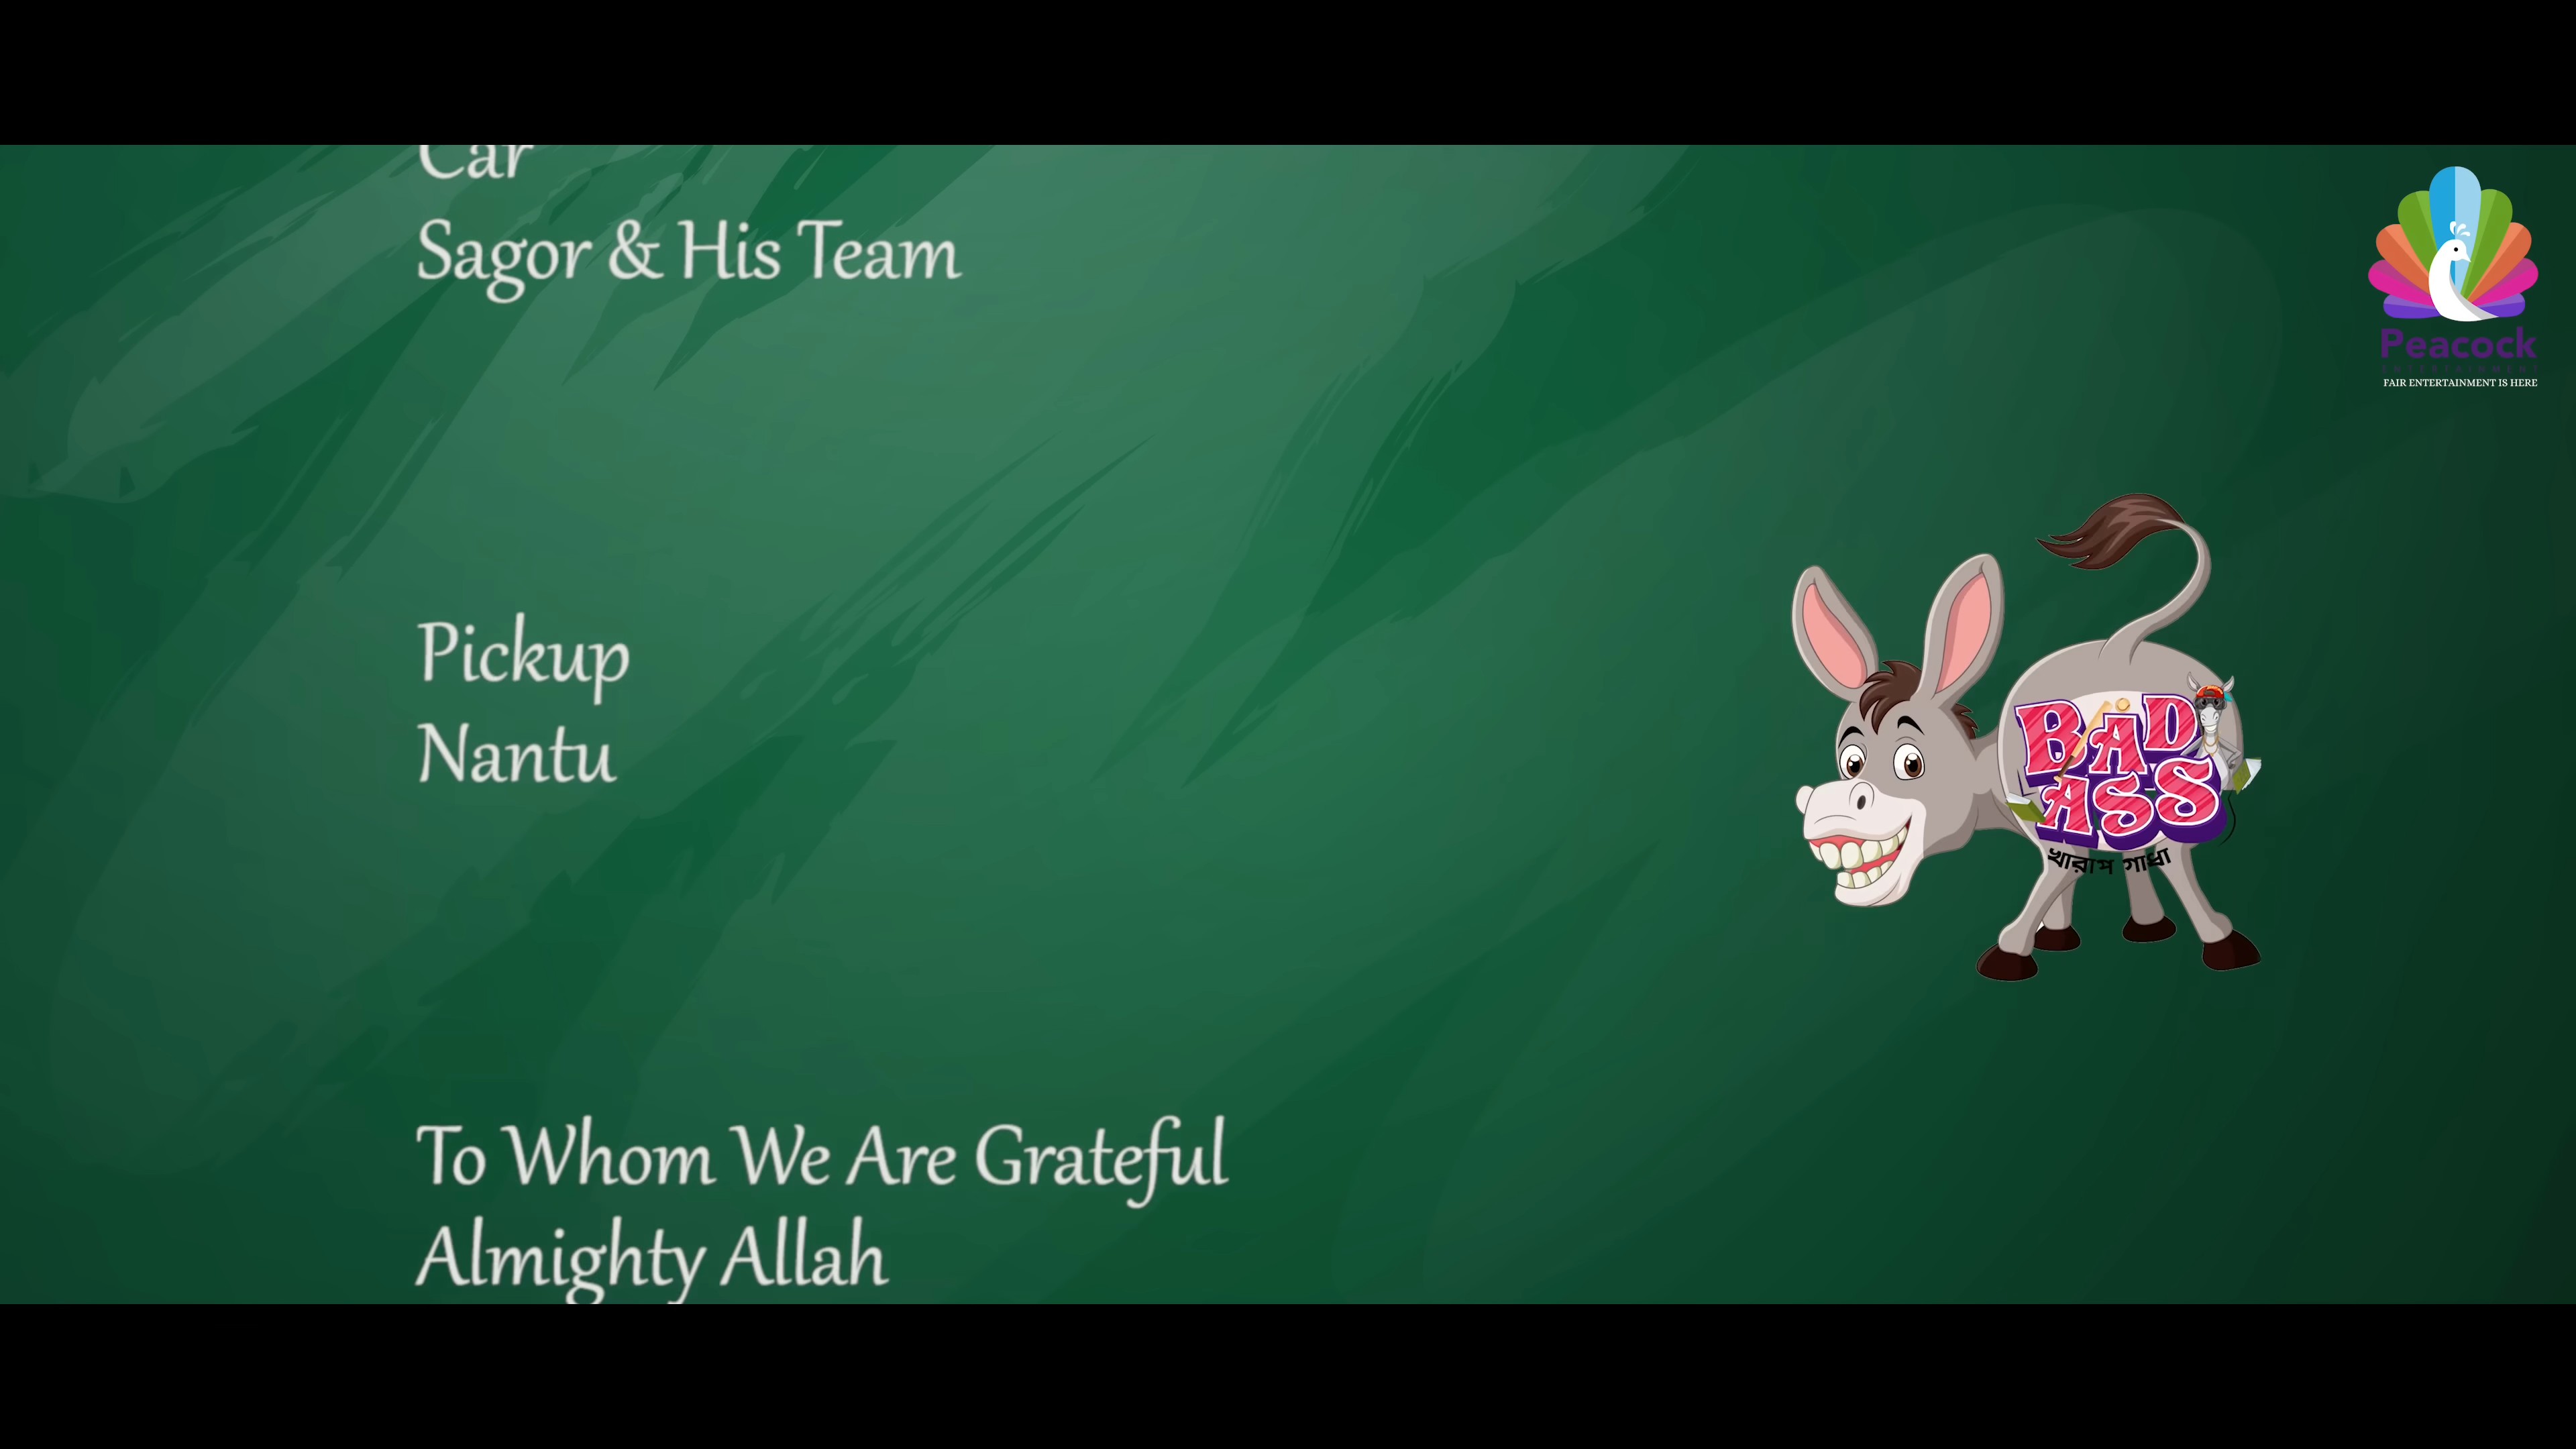 Car
Sagor & His Team
Peacock
ENTERTAINMENT
FAIR ENTERTAINMENT IS HERE
Pickup
Nantu
BAD
ASS
খারাপ গাধা
To Whom We Are Grateful
Almighty Allah